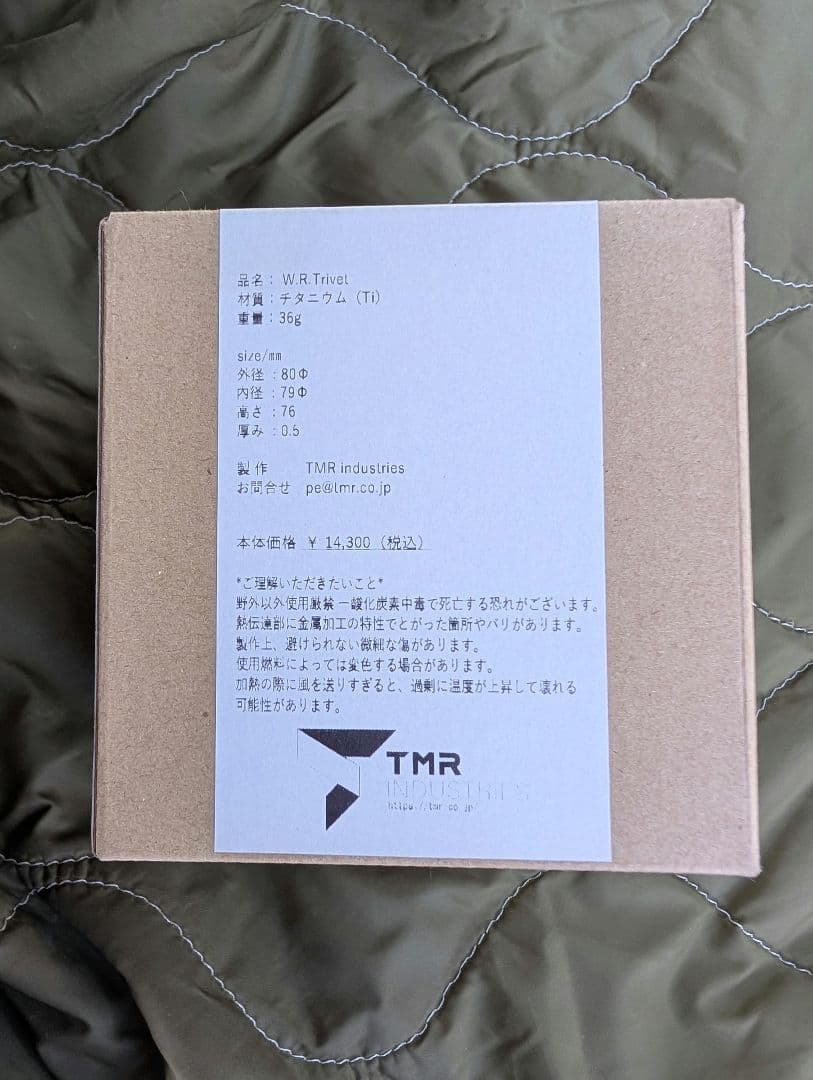 品名： W.R.Trivet
材質：チタニウム（Ti）
重量：36g
size/mm
外径 ：80Φ
内径 ：79Φ
高さ ：76
厚み ：0.5
製作 TMR industries
お問合せ pe@tmr.co.jp
本体価格 ￥ 14,300（税込）
*ご理解いただきたいこと*
野外以外使用厳禁 一酸化炭素中毒で死亡する恐れがございます。
熱伝達部に金属加工の特性でとがった箇所やバリがあります。
製作上、避けられない微細な傷があります。
使用燃料によっては変色する場合があります。
加熱の際に風を送りすぎると、過剰に温度が上昇して壊れる
可能性があります。
TMR
INDUSTRIES
https://tmr.co.jp/